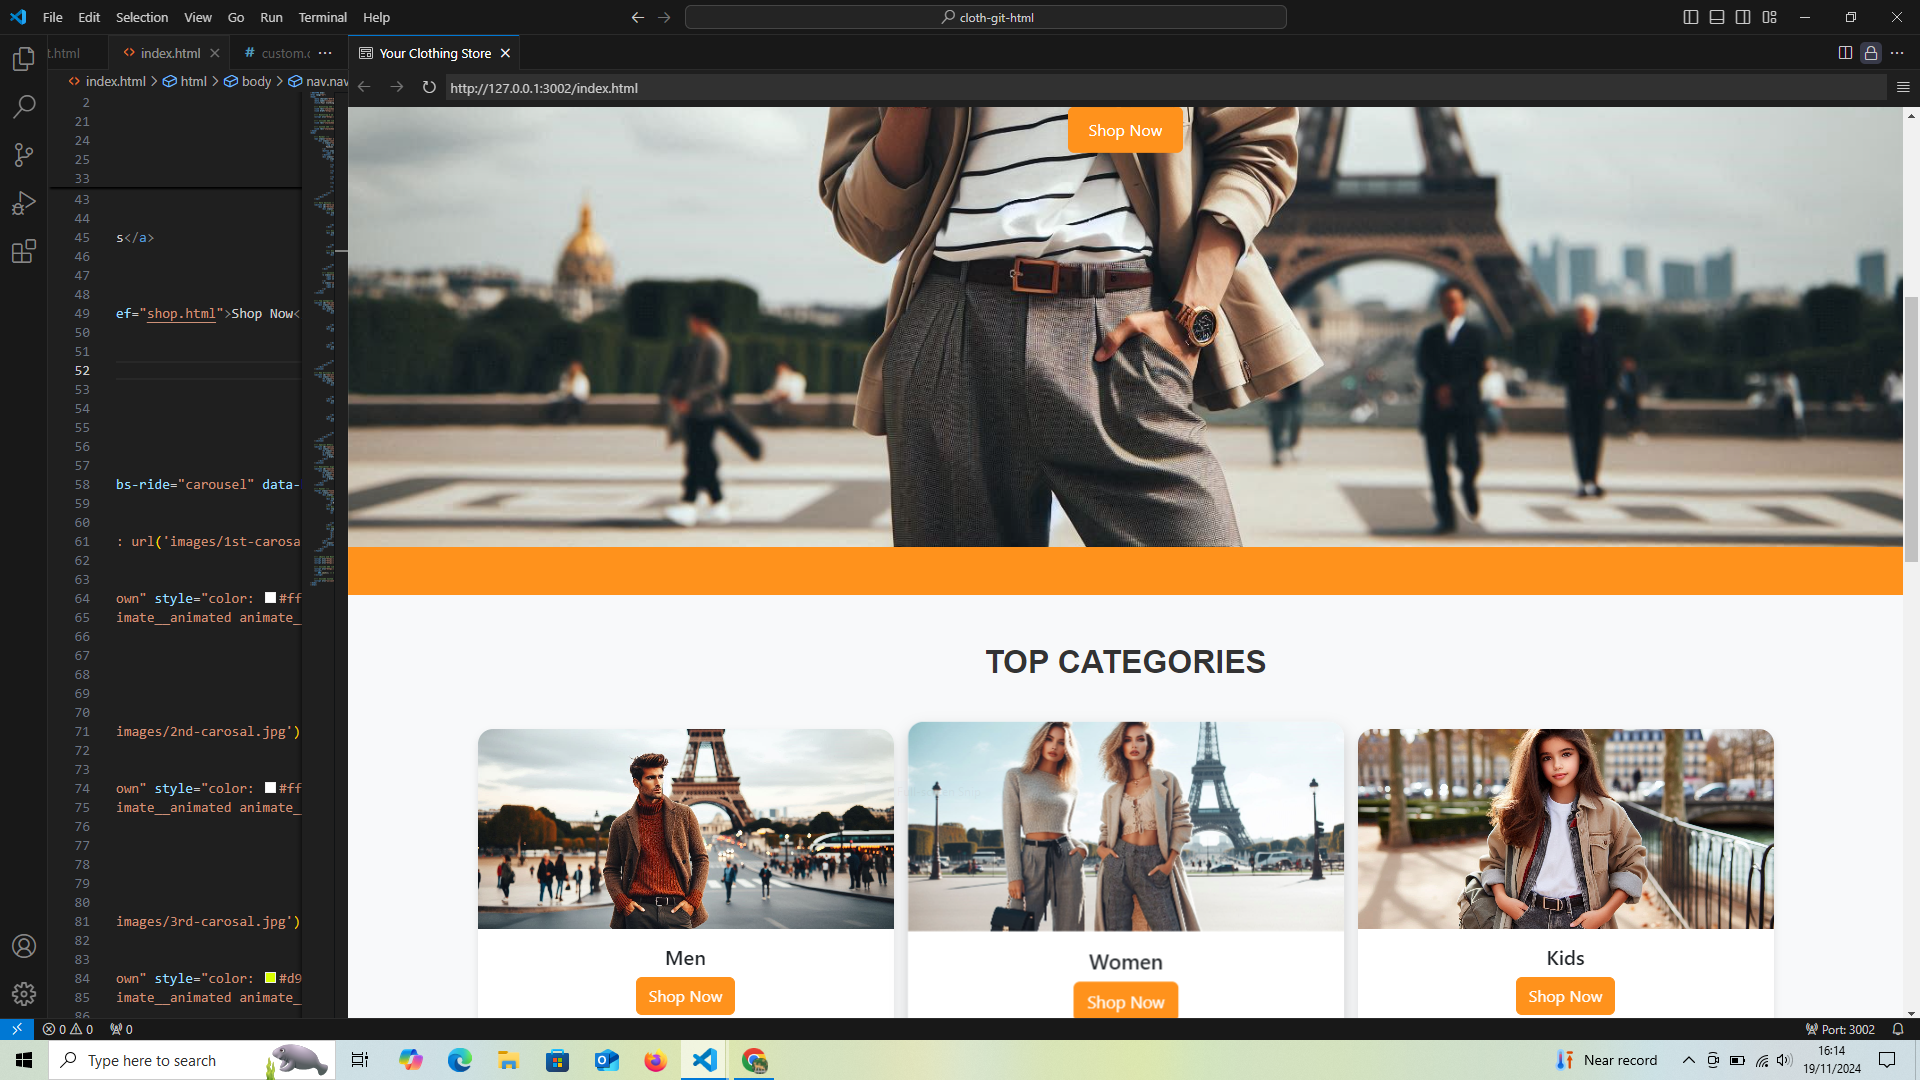 File Edit Selection View Go Run Terminal Help
cloth-git-html
t.html
index.html
# custom.c
Your Clothing Store
index.html > html > body > nav.nav
http://127.0.0.1:3002/index.html
2
21
24
25
33
43
44
45 s</a>
46
47
48
49 ef="shop.html">Shop Now<
50
51
52
53
54
55
56
57
58 bs-ride="carousel" data-
59
60
61 : url('images/1st-carosa
62
63
64 own" style="color: #ff
65 imate__animated animate_
66
67
68
69
70
71 images/2nd-carosal.jpg')
72
73
74 own" style="color: #ff
75 imate__animated animate_
76
77
78
79
80
81 images/3rd-carosal.jpg')
82
83
84 own" style="color: #d9
85 imate__animated animate_
86
Shop Now
TOP CATEGORIES
Men
Women
Kids
Shop Now
Shop Now
Shop Now
0 0 0
Port: 3002
Type here to search
Near record
16:14
19/11/2024